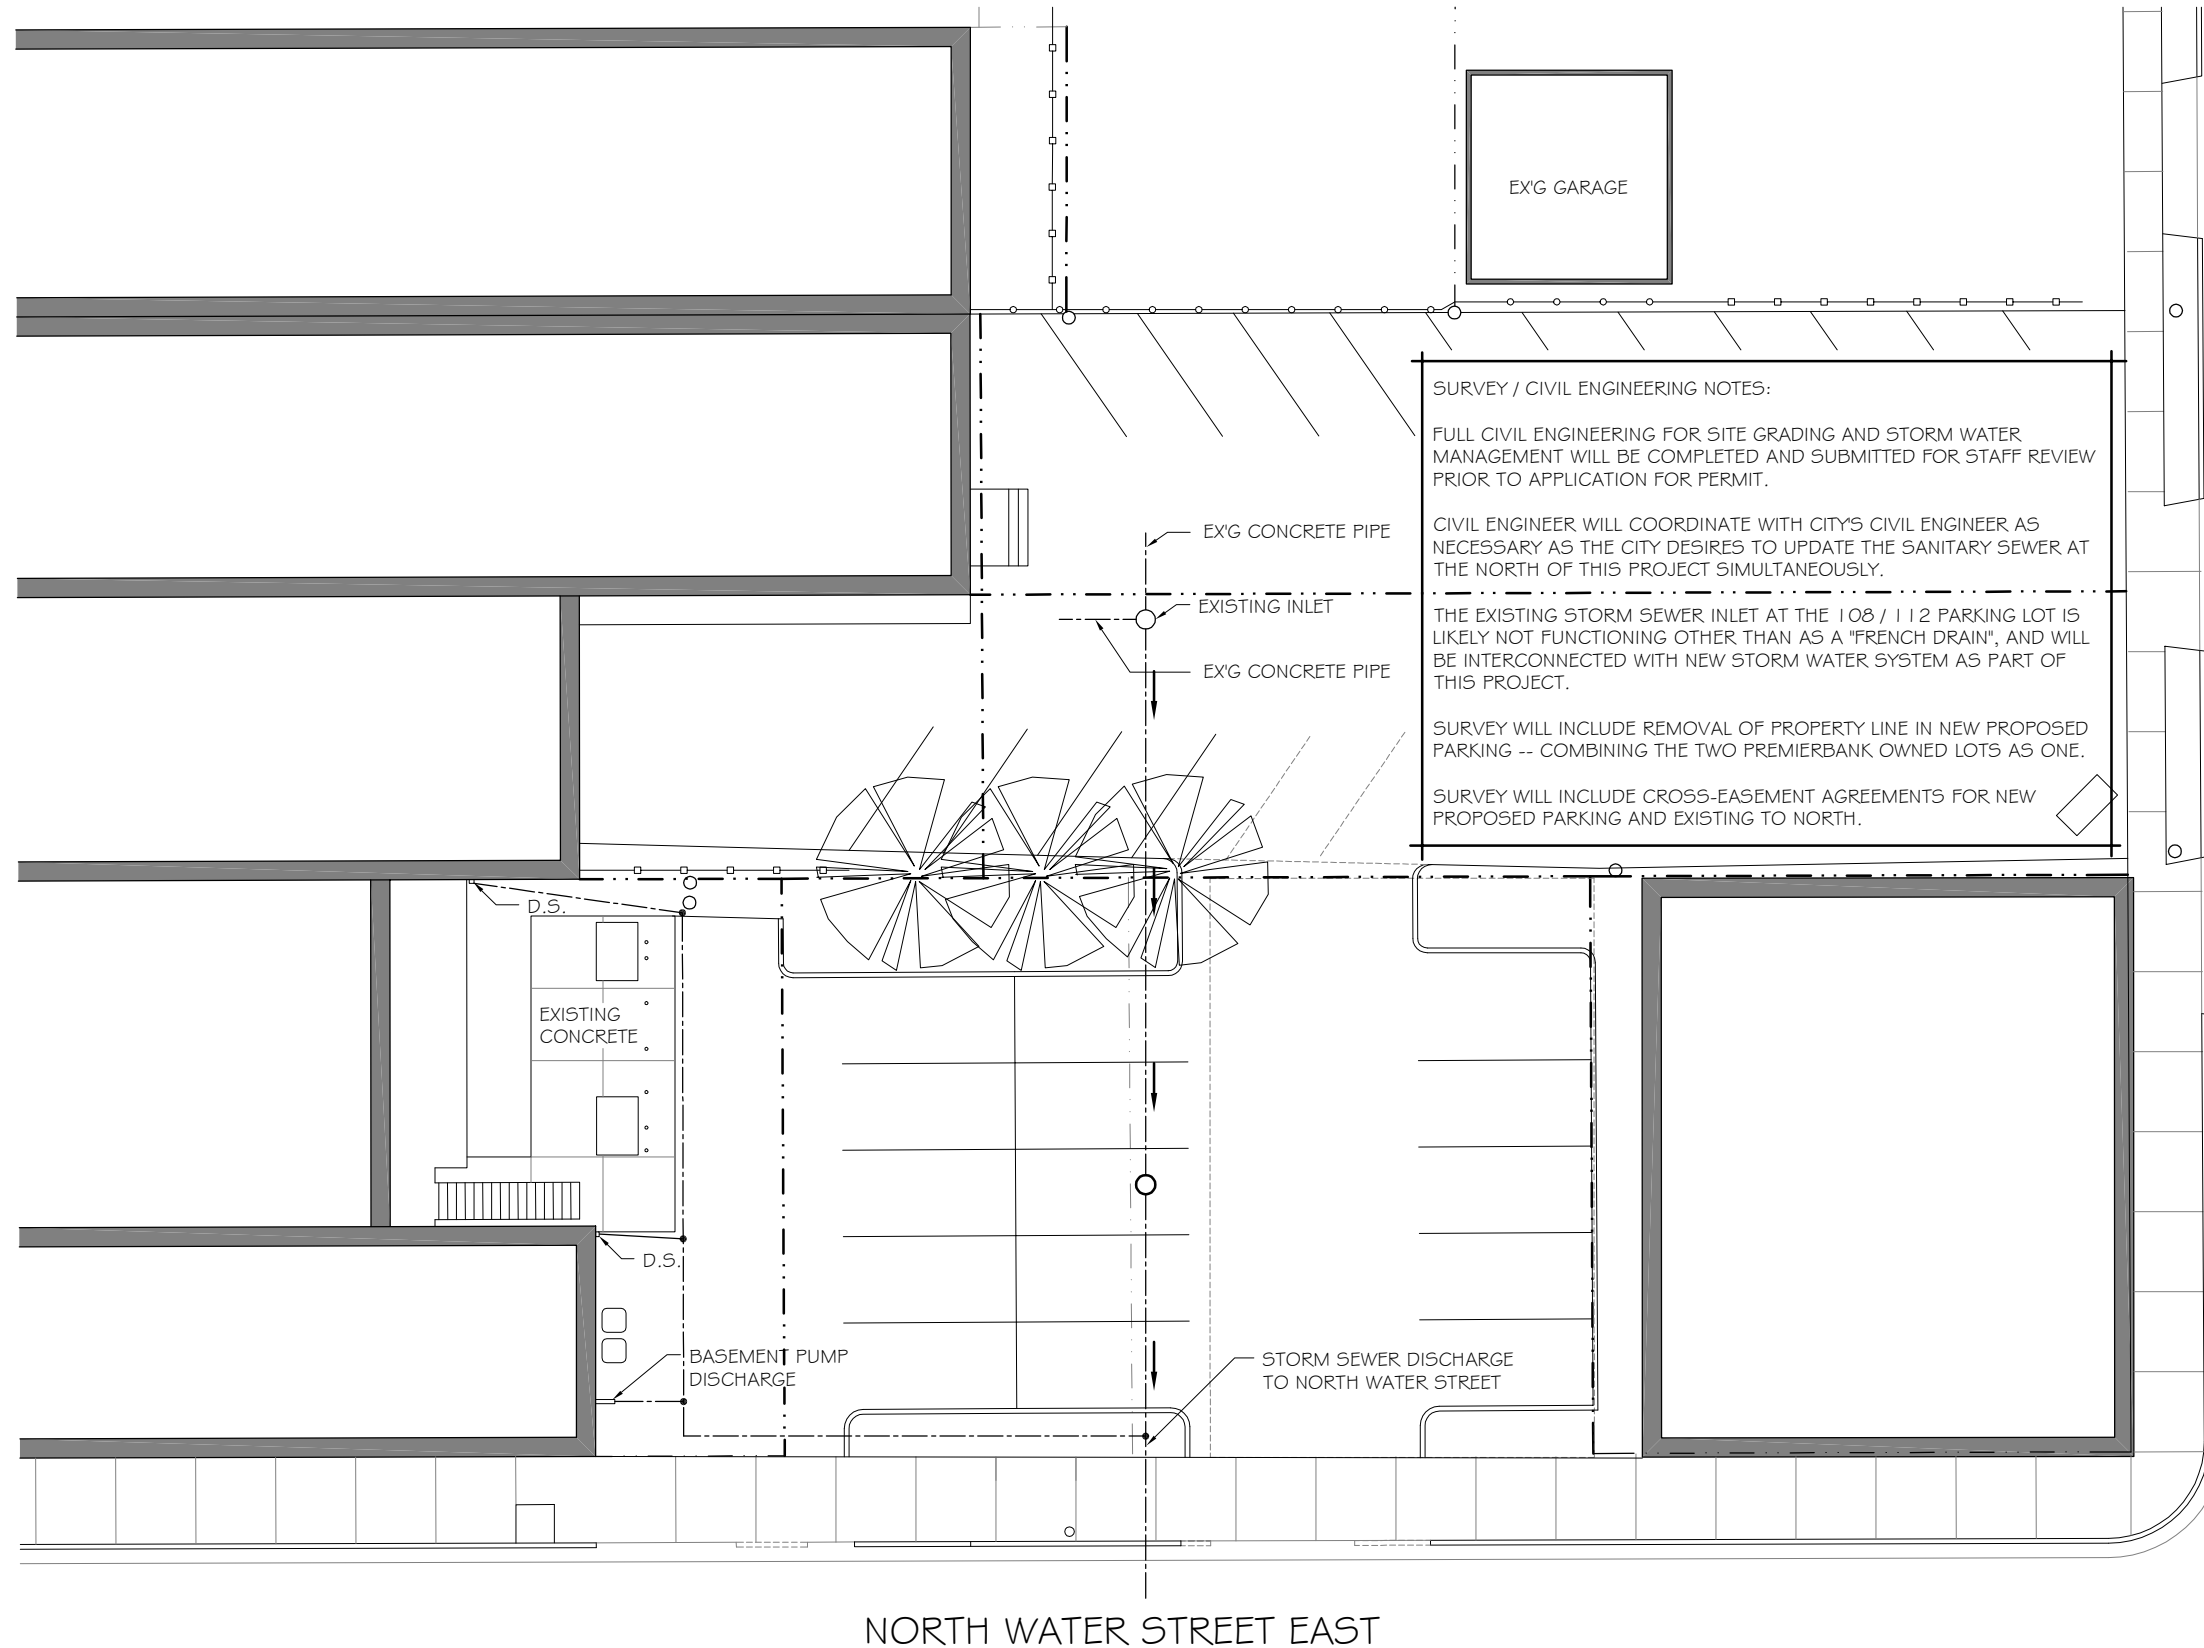 EX'G GARAGE
SURVEY / CIVIL ENGINEERING NOTES:
FULL CIVIL ENGINEERING FOR SITE GRADING AND STORM WATER
MANAGEMENT WILL BE COMPLETED AND SUBMITTED FOR STAFF REVIEW
PRIOR TO APPLICATION FOR PERMIT.
CIVIL ENGINEER WILL COORDINATE WITH CITY'S CIVIL ENGINEER AS
NECESSARY AS THE CITY DESIRES TO UPDATE THE SANITARY SEWER AT
THE NORTH OF THIS PROJECT SIMULTANEOUSLY.
THE EXISTING STORM SEWER INLET AT THE 108 / 112 PARKING LOT IS
LIKELY NOT FUNCTIONING OTHER THAN AS A "FRENCH DRAIN", AND WILL
BE INTERCONNECTED WITH NEW STORM WATER SYSTEM AS PART OF
THIS PROJECT.
SURVEY WILL INCLUDE REMOVAL OF PROPERTY LINE IN NEW PROPOSED
PARKING -- COMBINING THE TWO PREMIERBANK OWNED LOTS AS ONE.
SURVEY WILL INCLUDE CROSS-EASEMENT AGREEMENTS FOR NEW
PROPOSED PARKING AND EXISTING TO NORTH.
EX'G CONCRETE PIPE
EXISTING INLET
EX'G CONCRETE PIPE
D.S.
EXISTING
CONCRETE
D.S.
BASEMENT PUMP
DISCHARGE
STORM SEWER DISCHARGE
TO NORTH WATER STREET
NORTH WATER STREET EAST